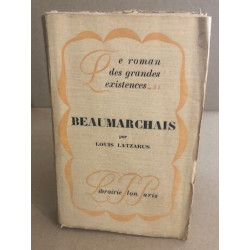 Le roman
des grandes
existences
BEAUMARCHAIS
par
LOUIS LATZARUS
Librairie Plon Paris